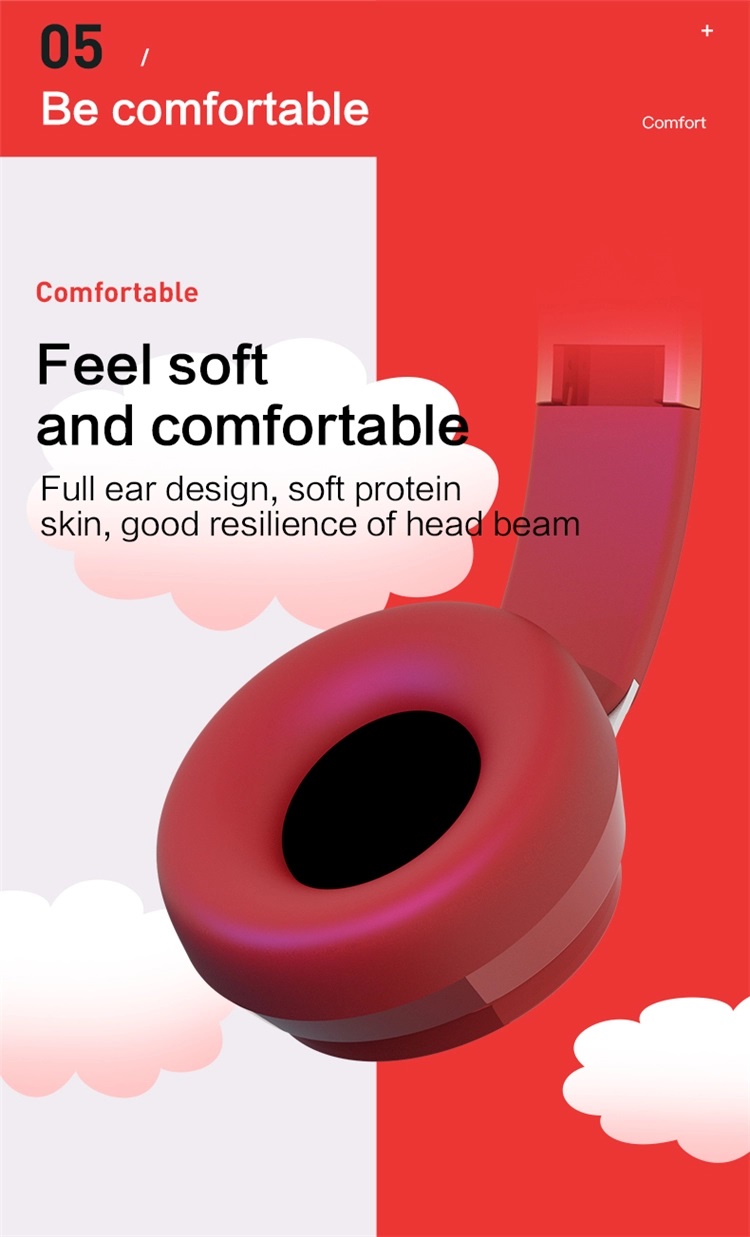 05 /
+
Be comfortable
Comfort
Comfortable
Feel soft
and comfortable
Full ear design, soft protein
skin, good resilience of head beam